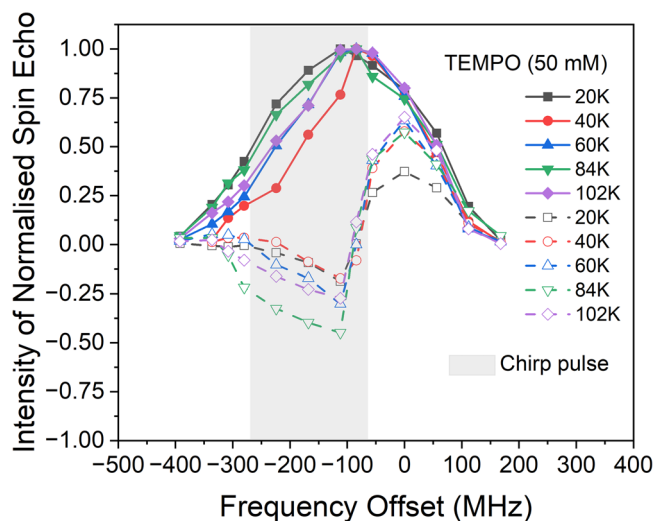 Intensity of Normalised Spin Echo
1.00
0.75
0.50
0.25
0.00
−0.25
−0.50
−0.75
−1.00
TEMPO (50 mM)
20K
40K
60K
84K
102K
20K
40K
60K
84K
102K
Chirp pulse
−500 −400 −300 −200 −100 0 100 200 300 400
Frequency Offset (MHz)